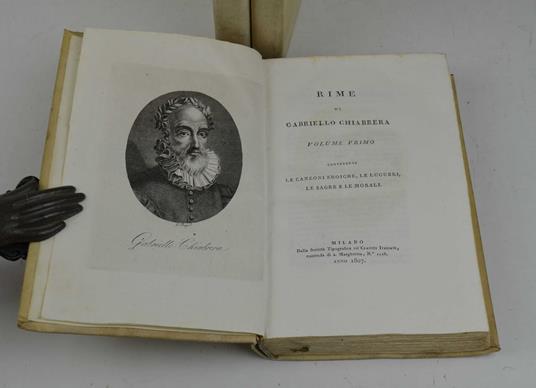 Gabriello Chiabrera
RIME
DI
GABRIELLO CHIABRERA
VOLUME PRIMO
CONTENENTE
LE CANZONI EROICHE, LE LUGUBRI,
LE SAGRE E LE MORALI.
MILANO
Dalla Società Tipografica de' Classici Italiani,
contrada di s. Margherita, N.º 1118.
ANNO 1807.